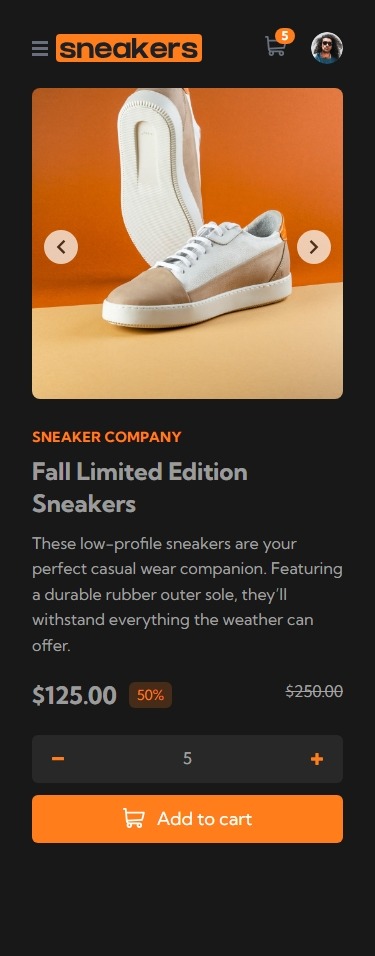 sneakers
5
SNEAKER COMPANY
Fall Limited Edition
Sneakers
These low-profile sneakers are your
perfect casual wear companion. Featuring
a durable rubber outer sole, they’ll
withstand everything the weather can
offer.
$125.00 50% $250.00
5
Add to cart